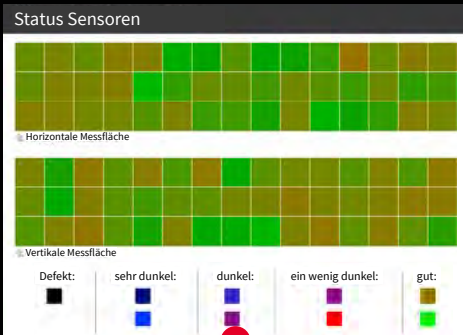 Status Sensoren
Horizontale Messfläche
Vertikale Messfläche
Defekt: sehr dunkel: dunkel: ein wenig dunkel: gut: